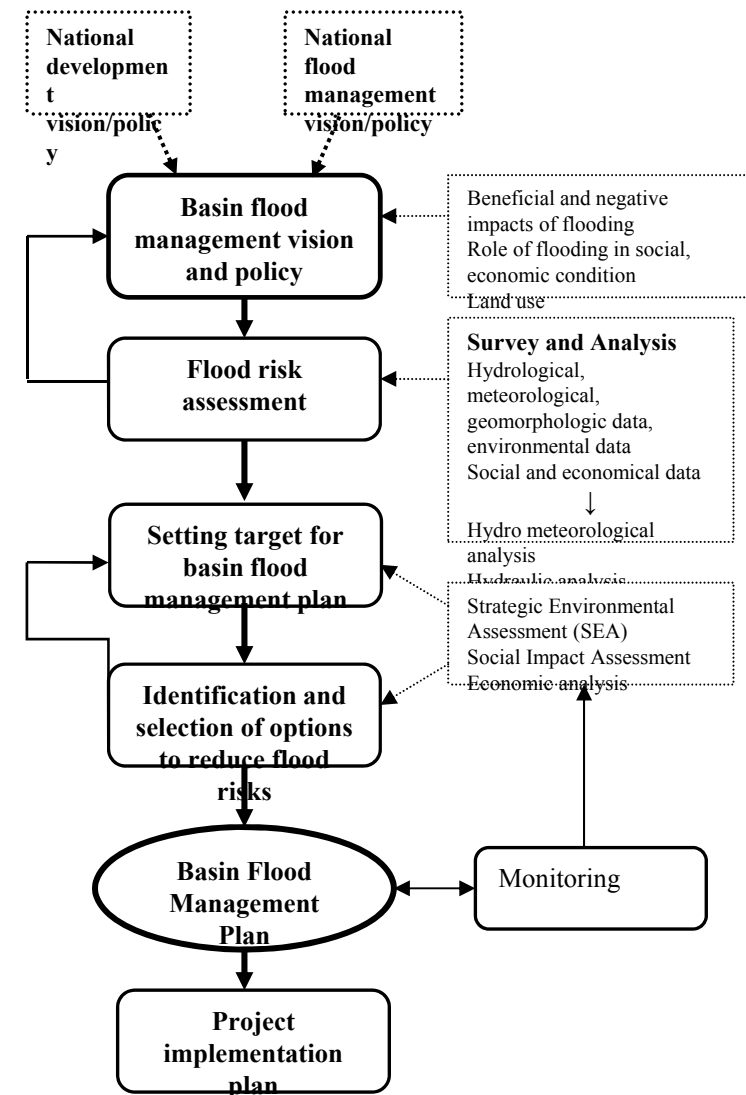 National
developmen
t
vision/polic
y
National
flood
management
vision/policy
Basin flood
management vision
and policy
Beneficial and negative
impacts of flooding
Role of flooding in social,
economic condition
Land use
Flood risk
assessment
Survey and Analysis
Hydrological,
meteorological,
geomorphologic data,
environmental data
Social and economical data
↓
Hydro meteorological
analysis
Hydraulic analysis
Setting target for
basin flood
management plan
Strategic Environmental
Assessment (SEA)
Social Impact Assessment
Economic analysis
Identification and
selection of options
to reduce flood
risks
Basin Flood
Management
Plan
Monitoring
Project
implementation
plan